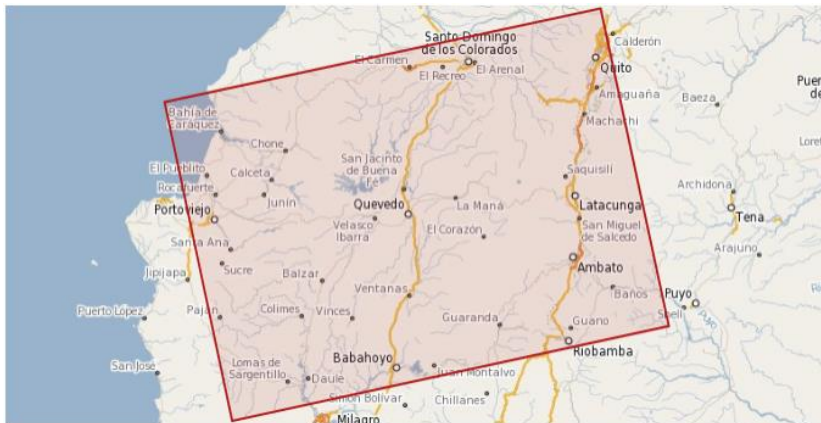 Calderón
Santo Domingo
de los Colorados
Quito
El Carmen
El Recreo
El Arenal
Amaguaña
Baeza
Machachi
Bahía de
Caráquez
Chone
San Jacinto
de Buena
Fé
El Pueblito
Calceta
Saquisilí
Archidona
Rocafuerte
Junín
La Maná
Latacunga
Portoviejo
Quevedo
Tena
Velasco
Ibarra
El Corazón
San Miguel
de Salcedo
Santa Ana
Arajuno
Sucre
Ambato
Jipijapa
Balzar
Baños
Ventanas
Puyo
Puerto López
Paján
Colimes
Vinces
Guaranda
Guano
Shell
Puyo
Riobamba
San José
Lomas de
Sargentillo
Babahoyo
Juan Montalvo
Daule
Simón Bolívar
Chillanes
Milagro